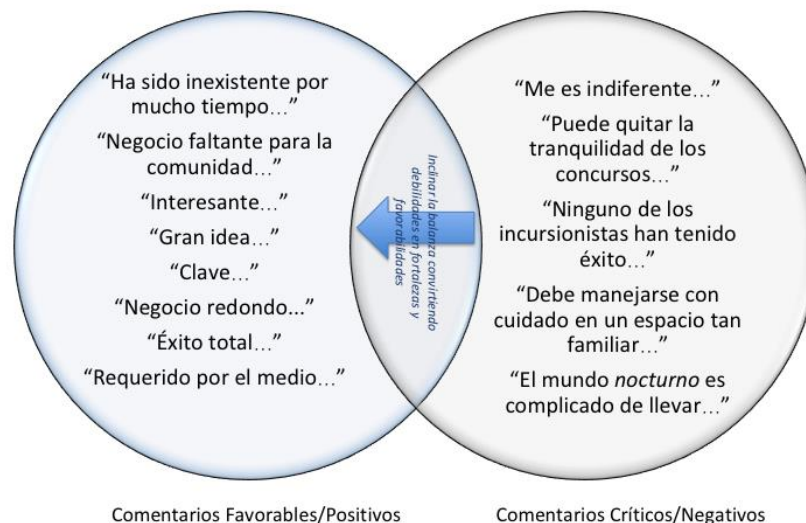 “Ha sido inexistente por
mucho tiempo…”
“Negocio faltante para la
comunidad…”
“Interesante…”
“Gran idea…”
“Clave…”
“Negocio redondo...”
“Éxito total…”
“Requerido por el medio…”
Inclinar la balanza convirtiendo
debilidades en fortalezas y
favorabilidades
“Me es indiferente…”
“Puede quitar la
tranquilidad de los
concursos…”
“Ninguno de los
incursionistas han tenido
éxito…”
“Debe manejarse con
cuidado en un espacio tan
familiar…”
“El mundo nocturno es
complicado de llevar…”
Comentarios Favorables/Positivos
Comentarios Críticos/Negativos